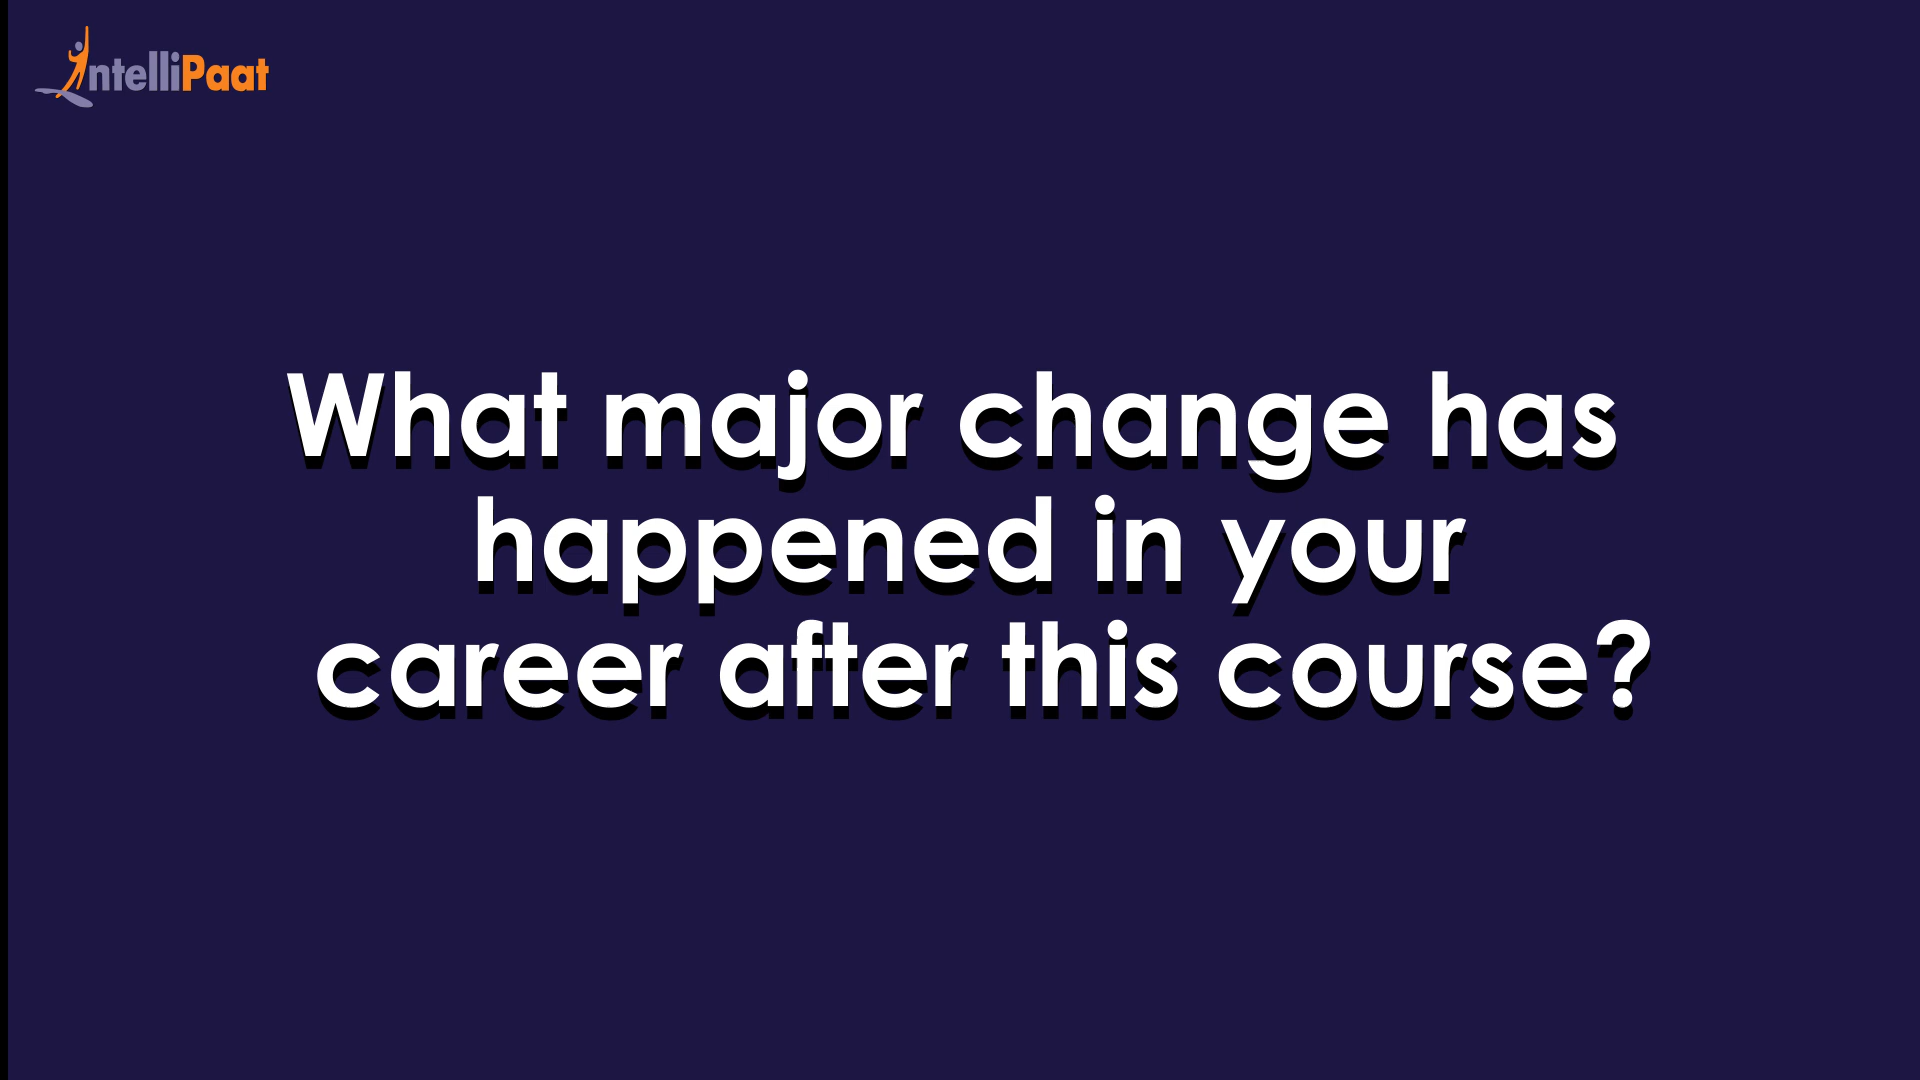 IntelliPaat
What major change has
happened in your
career after this course?